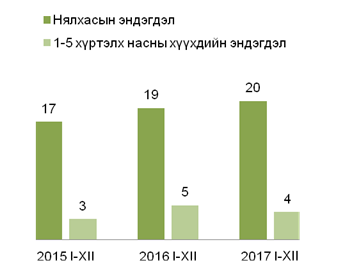 Нялхасын эндэгдэл
1-5 хүртэлх насны хүүхдийн эндэгдэл
17
3
19
5
20
4
2015 I-XII
2016 I-XII
2017 I-XII